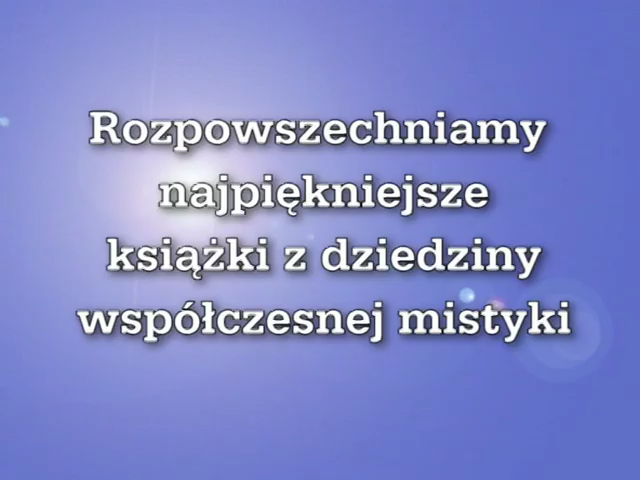 Rozpowszechniamy
najpiękniejsze
książki z dziedziny
współczesnej mistyki